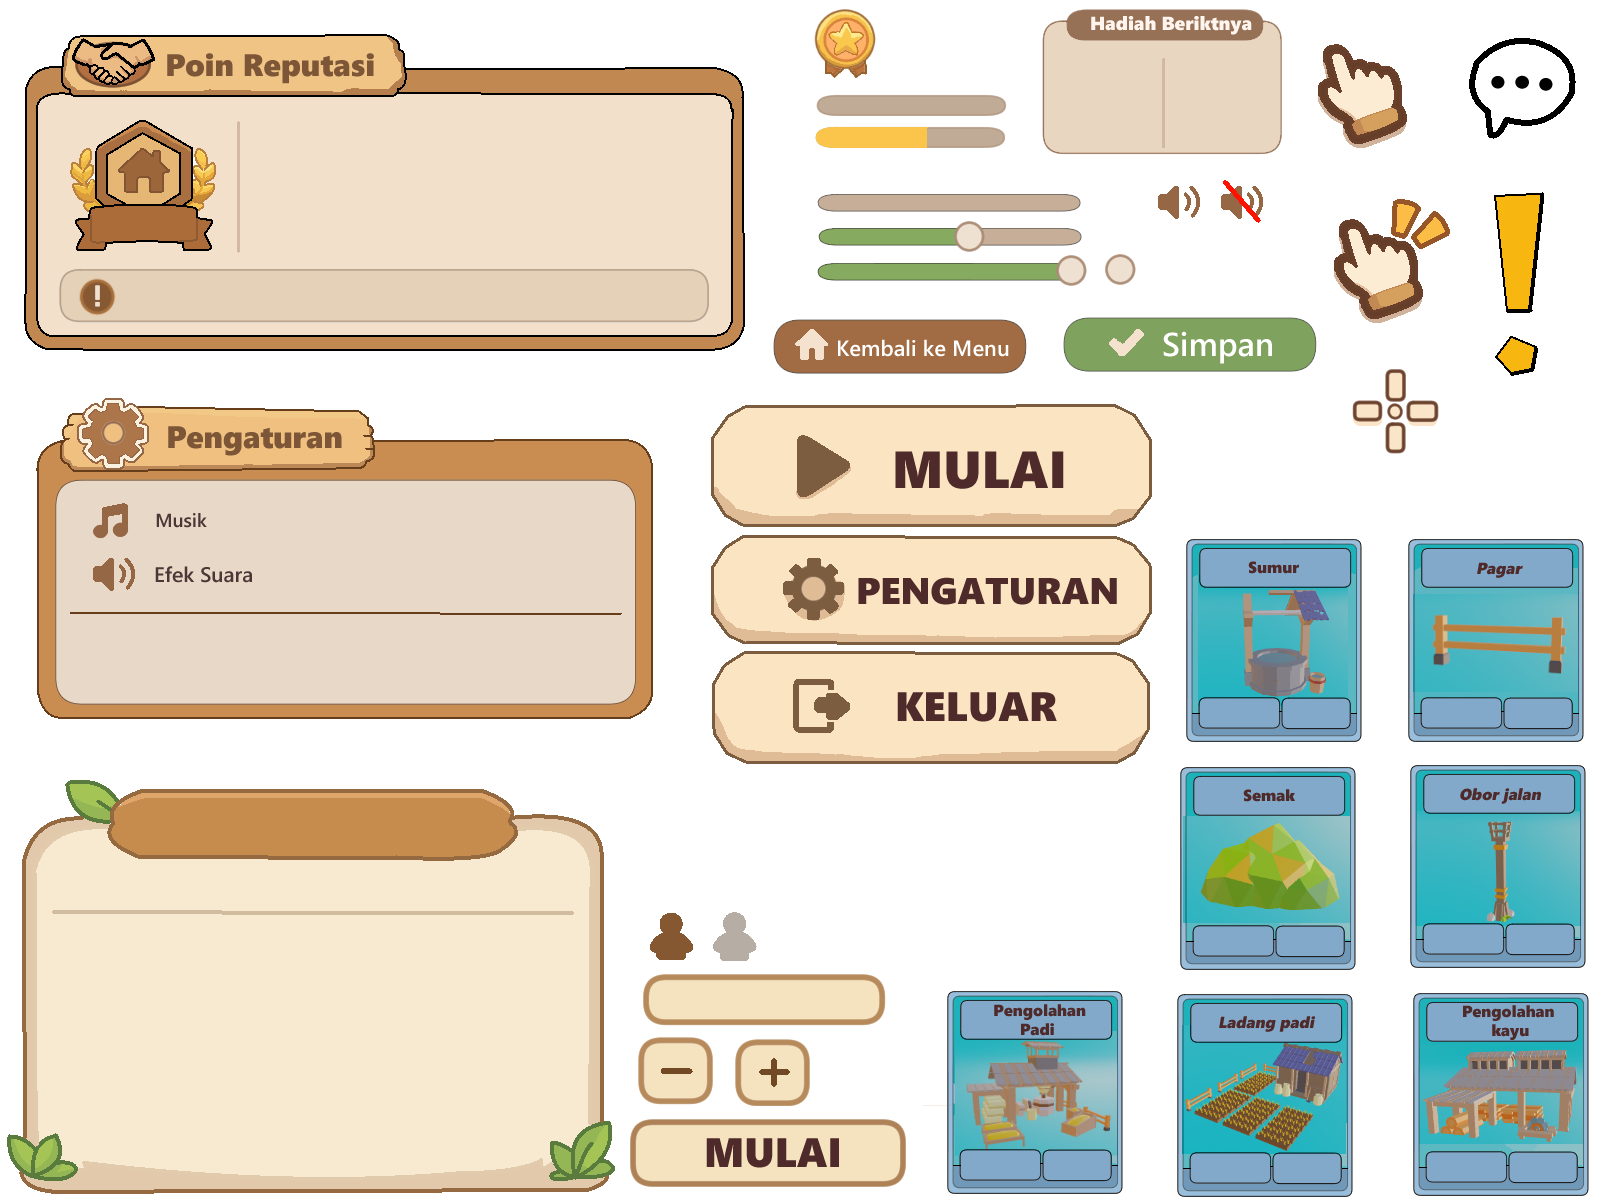 Poin Reputasi
Hadiah Beriktnya
Kembali ke Menu
Simpan
Pengaturan
Musik
Efek Suara
MULAI
PENGATURAN
KELUAR
Sumur
Pagar
Semak
Obor jalan
Pengolahan
Padi
Ladang padi
Pengolahan
kayu
MULAI